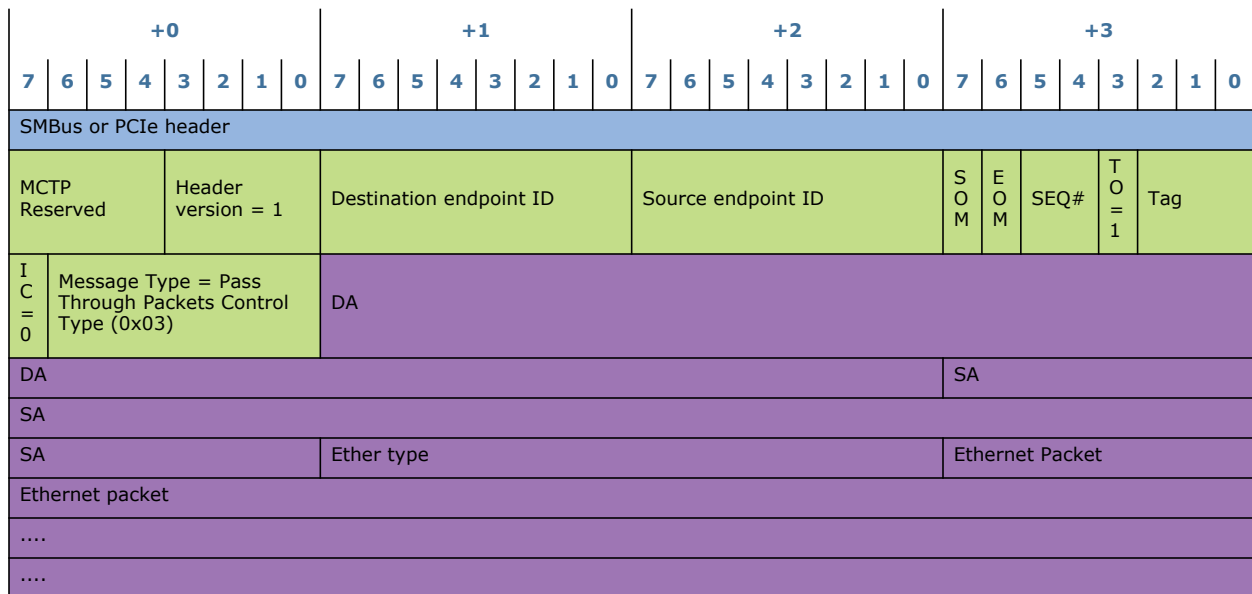 +0 +1 +2 +3
7 6 5 4 3 2 1 0 7 6 5 4 3 2 1 0 7 6 5 4 3 2 1 0 7 6 5 4 3 2 1 0
SMBus or PCIe header
MCTP
Reserved
Header
version = 1
Destination endpoint ID
Source endpoint ID
S
O
M
E
O
M
SEQ#
T
O
=
1
Tag
I
C
=
0
Message Type = Pass
Through Packets Control
Type (0x03)
DA
DA
SA
SA
SA
Ether type
Ethernet Packet
Ethernet packet
....
....